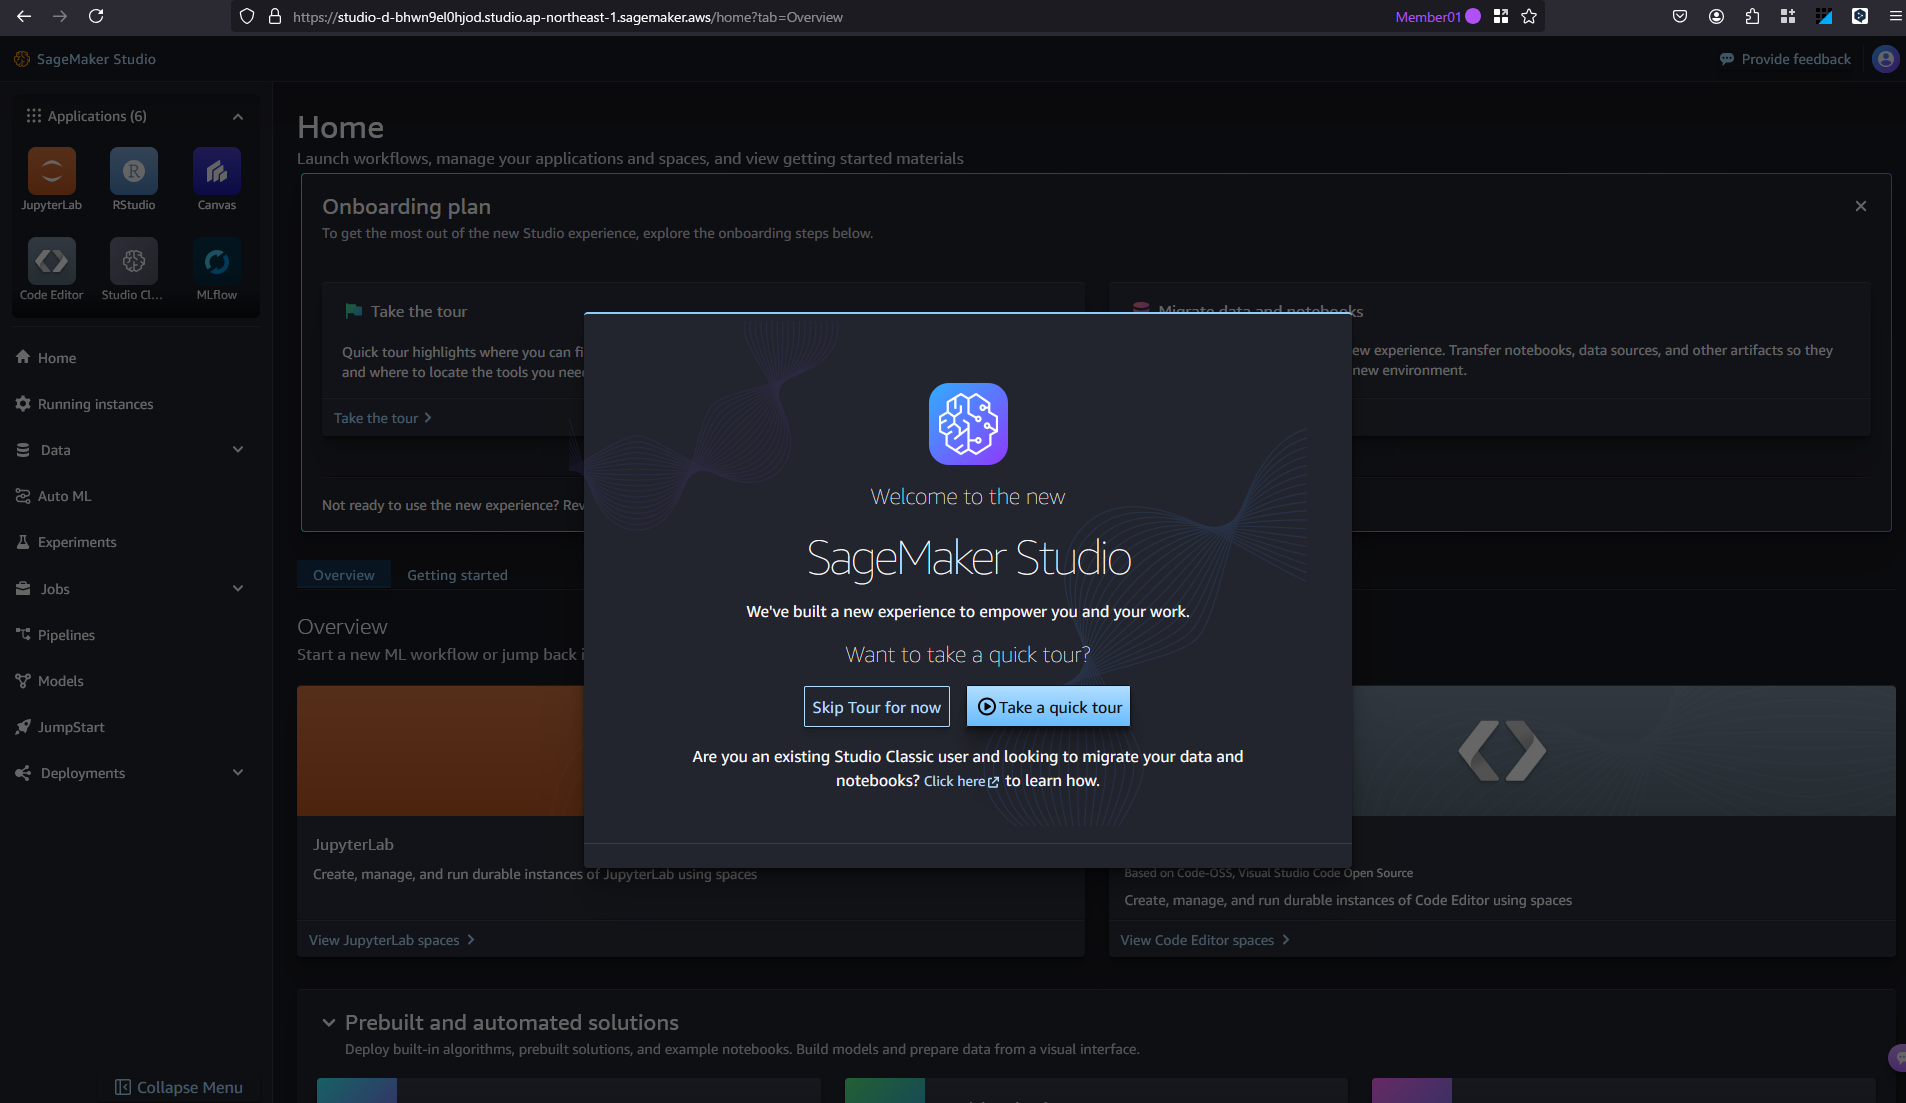 https://studio-d-bhwn9el0hjod.studio.ap-northeast-1.sagemaker.aws/home?tab=Overview
Member01
SageMaker Studio
Provide feedback
Applications (6)
JupyterLab
RStudio
Canvas
Code Editor
Studio Cl...
MLflow
Home
Running instances
Data
Auto ML
Experiments
Jobs
Pipelines
Models
JumpStart
Deployments
Collapse Menu
Home
Launch workflows, manage your applications and spaces, and view getting started materials
Onboarding plan
To get the most out of the new Studio experience, explore the onboarding steps below.
Take the tour
Quick tour highlights where you can fi
and where to locate the tools you need
Take the tour
Migrate data and notebooks
ew experience. Transfer notebooks, data sources, and other artifacts so they
new environment.
Not ready to use the new experience? Rev
Overview
Getting started
Overview
Start a new ML workflow or jump back i
Welcome to the new
SageMaker Studio
We've built a new experience to empower you and your work.
Want to take a quick tour?
Skip Tour for now
Take a quick tour
Are you an existing Studio Classic user and looking to migrate your data and
notebooks? Click here to learn how.
JupyterLab
Create, manage, and run durable instances of JupyterLab using spaces
View JupyterLab spaces
Based on Code-OSS, Visual Studio Code Open Source
Create, manage, and run durable instances of Code Editor using spaces
View Code Editor spaces
Prebuilt and automated solutions
Deploy built-in algorithms, prebuilt solutions, and example notebooks. Build models and prepare data from a visual interface.